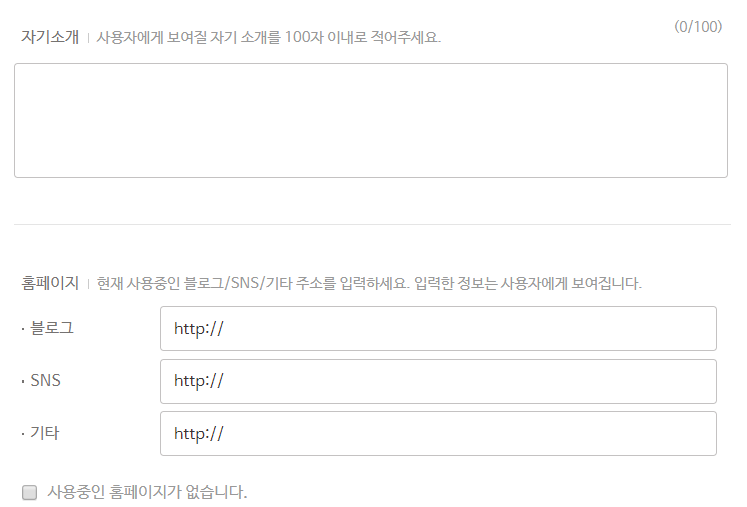 (0/100)
자기소개 | 사용자에게 보여질 자기 소개를 100자 이내로 적어주세요.
홈페이지 | 현재 사용중인 블로그/SNS/기타 주소를 입력하세요. 입력한 정보는 사용자에게 보여집니다.
· 블로그 http://
· SNS http://
· 기타 http://
사용중인 홈페이지가 없습니다.